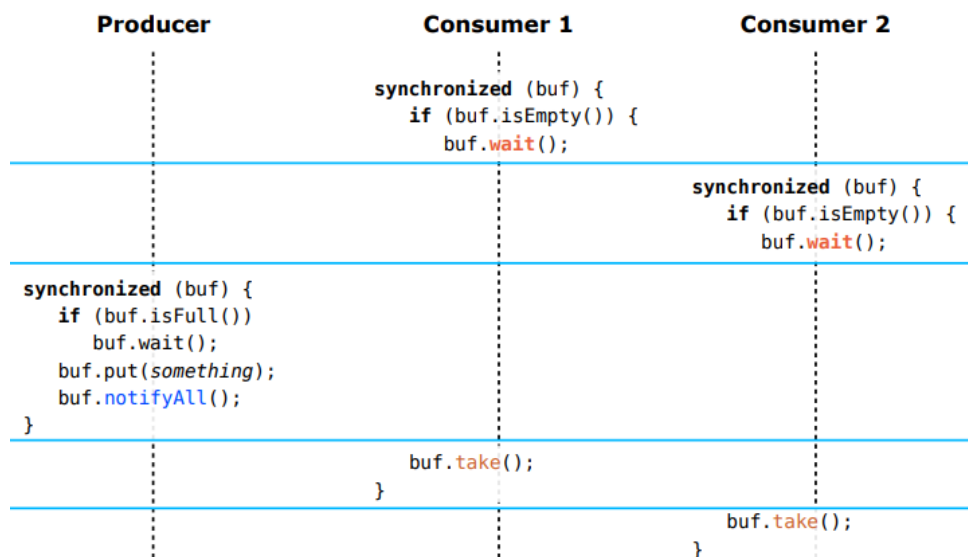 Producer
Consumer 1
Consumer 2
synchronized (buf) {
if (buf.isEmpty()) {
buf.wait();
synchronized (buf) {
if (buf.isEmpty()) {
buf.wait();
synchronized (buf) {
if (buf.isFull())
buf.wait();
buf.put(something);
buf.notifyAll();
}
buf.take();
}
buf.take();
}